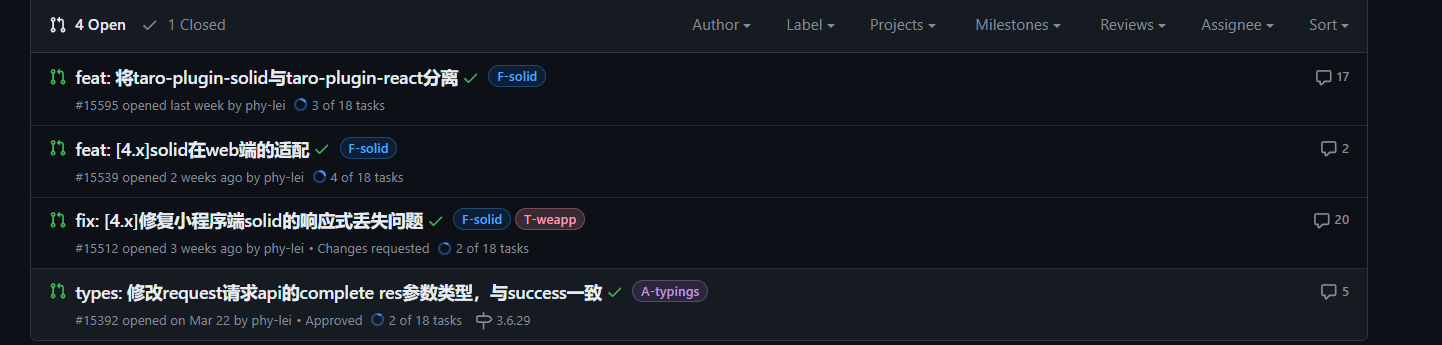 4 Open 1 Closed Author Label Projects Milestones Reviews Assignee Sort
feat: 将taro-plugin-solid与taro-plugin-react分离 F-solid 17
#15595 opened last week by phy-lei 3 of 18 tasks
feat: [4.x]solid在web端的适配 F-solid 2
#15539 opened 2 weeks ago by phy-lei 4 of 18 tasks
fix: [4.x]修复小程序端solid的响应式丢失问题 F-solid T-weapp 20
#15512 opened 3 weeks ago by phy-lei • Changes requested 2 of 18 tasks
types: 修改request请求api的complete res参数类型，与success一致 A-typings 5
#15392 opened on Mar 22 by phy-lei • Approved 2 of 18 tasks 3.6.29